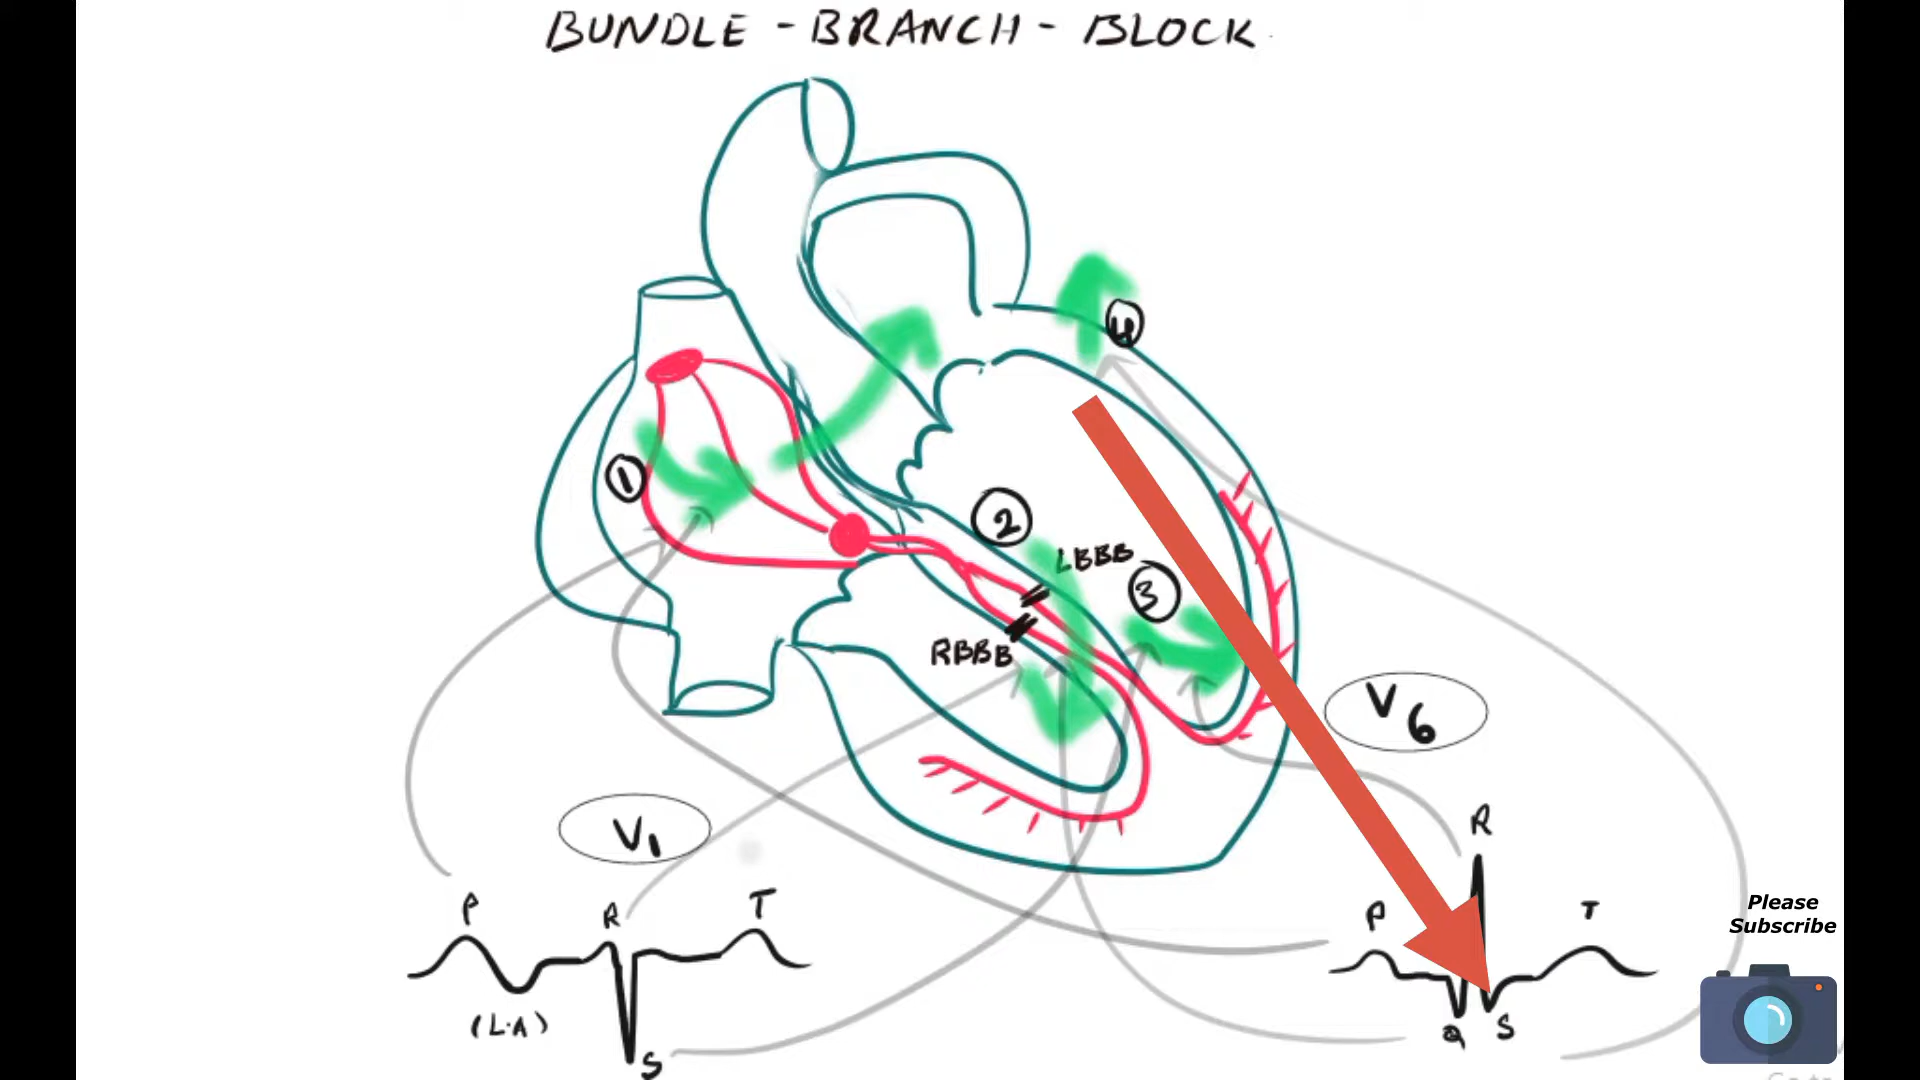 BUNDLE - BRANCH - BLOCK
4
1
2
LBBB
3
RBBB
V6
V1
R
P
R
T
P
T
Please
Subscribe
(L.A)
S
Q
S